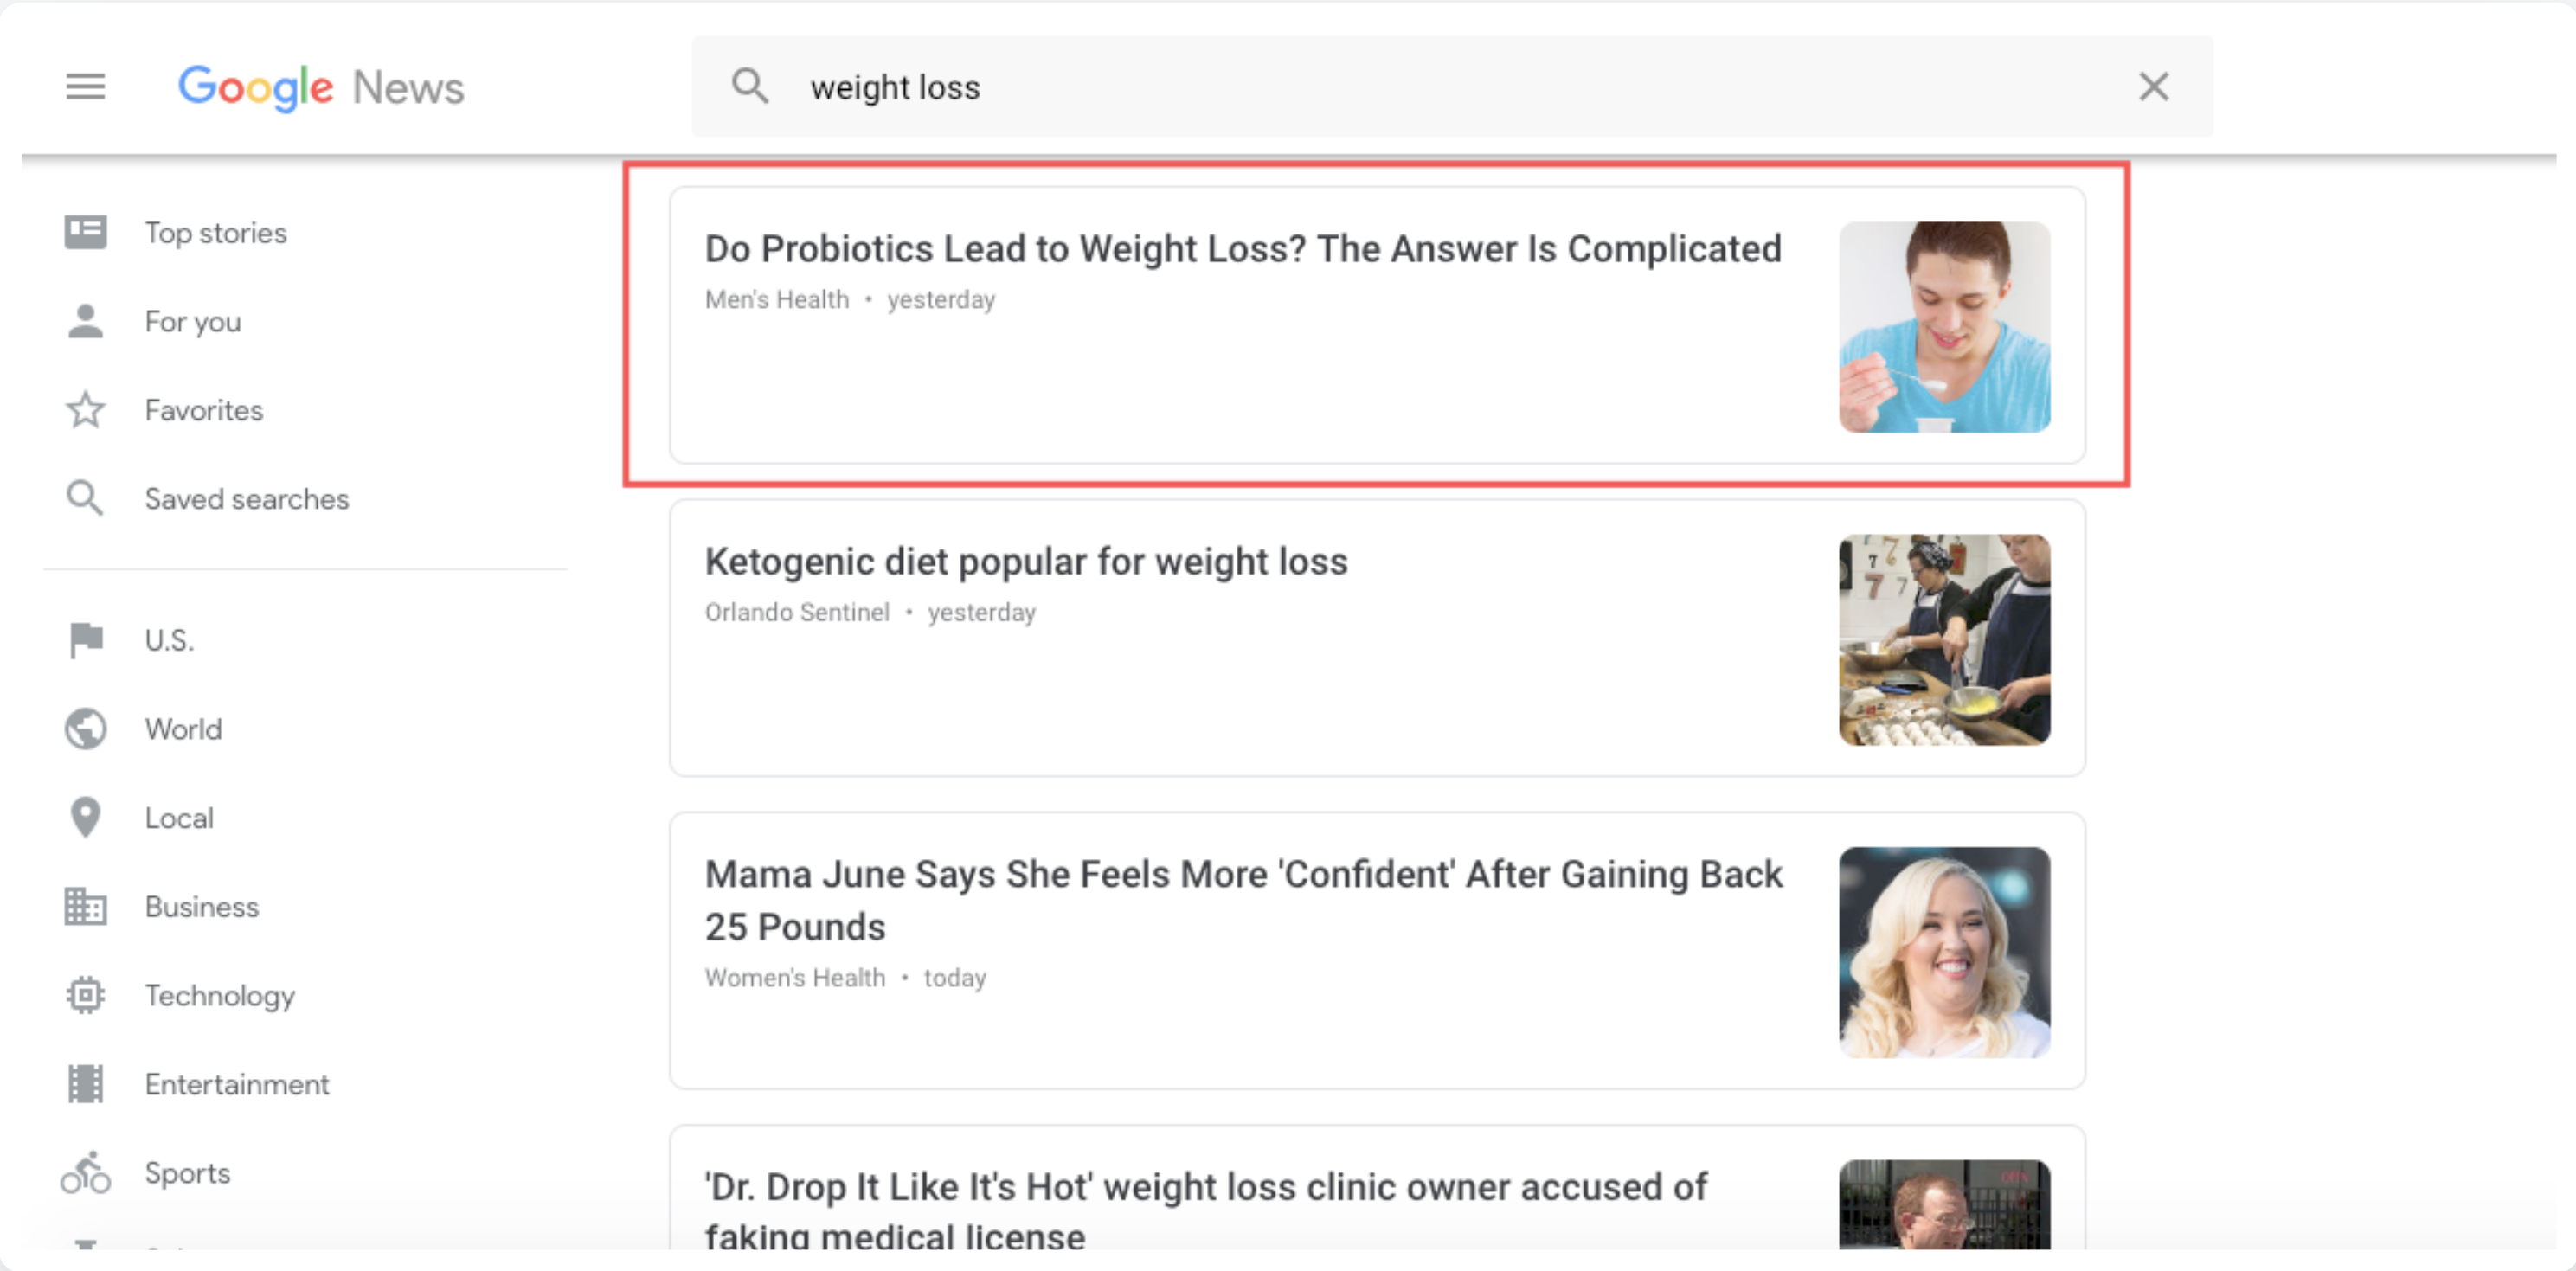 Google News
weight loss
Top stories
For you
Favorites
Saved searches
U.S.
World
Local
Business
Technology
Entertainment
Sports
Do Probiotics Lead to Weight Loss? The Answer Is Complicated
Men's Health • yesterday
Ketogenic diet popular for weight loss
Orlando Sentinel • yesterday
Mama June Says She Feels More 'Confident' After Gaining Back
25 Pounds
Women's Health • today
'Dr. Drop It Like It's Hot' weight loss clinic owner accused of
faking medical license